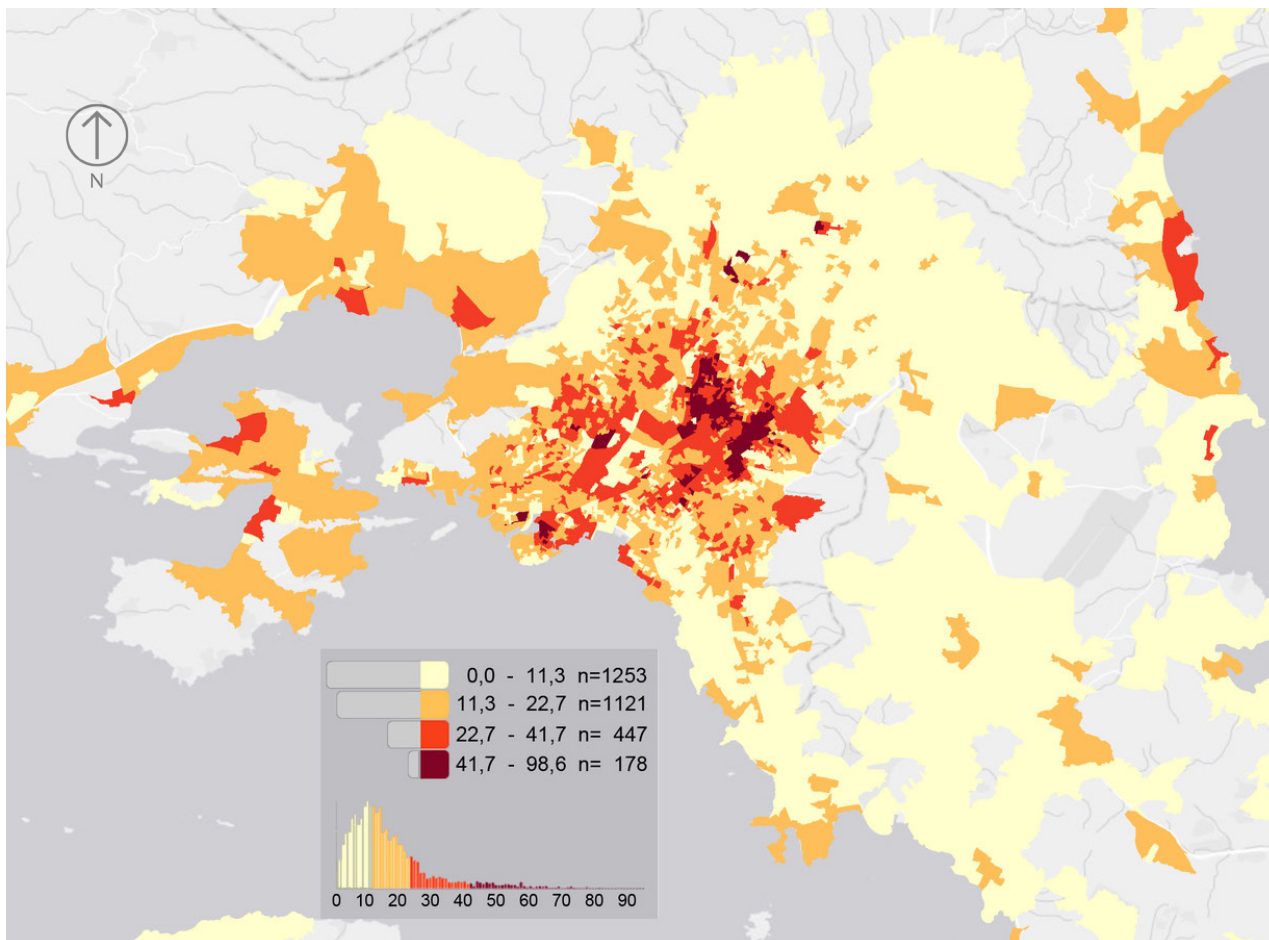 N
0,0 - 11,3 n=1253
11,3 - 22,7 n=1121
22,7 - 41,7 n= 447
41,7 - 98,6 n= 178
0 10 20 30 40 50 60 70 80 90